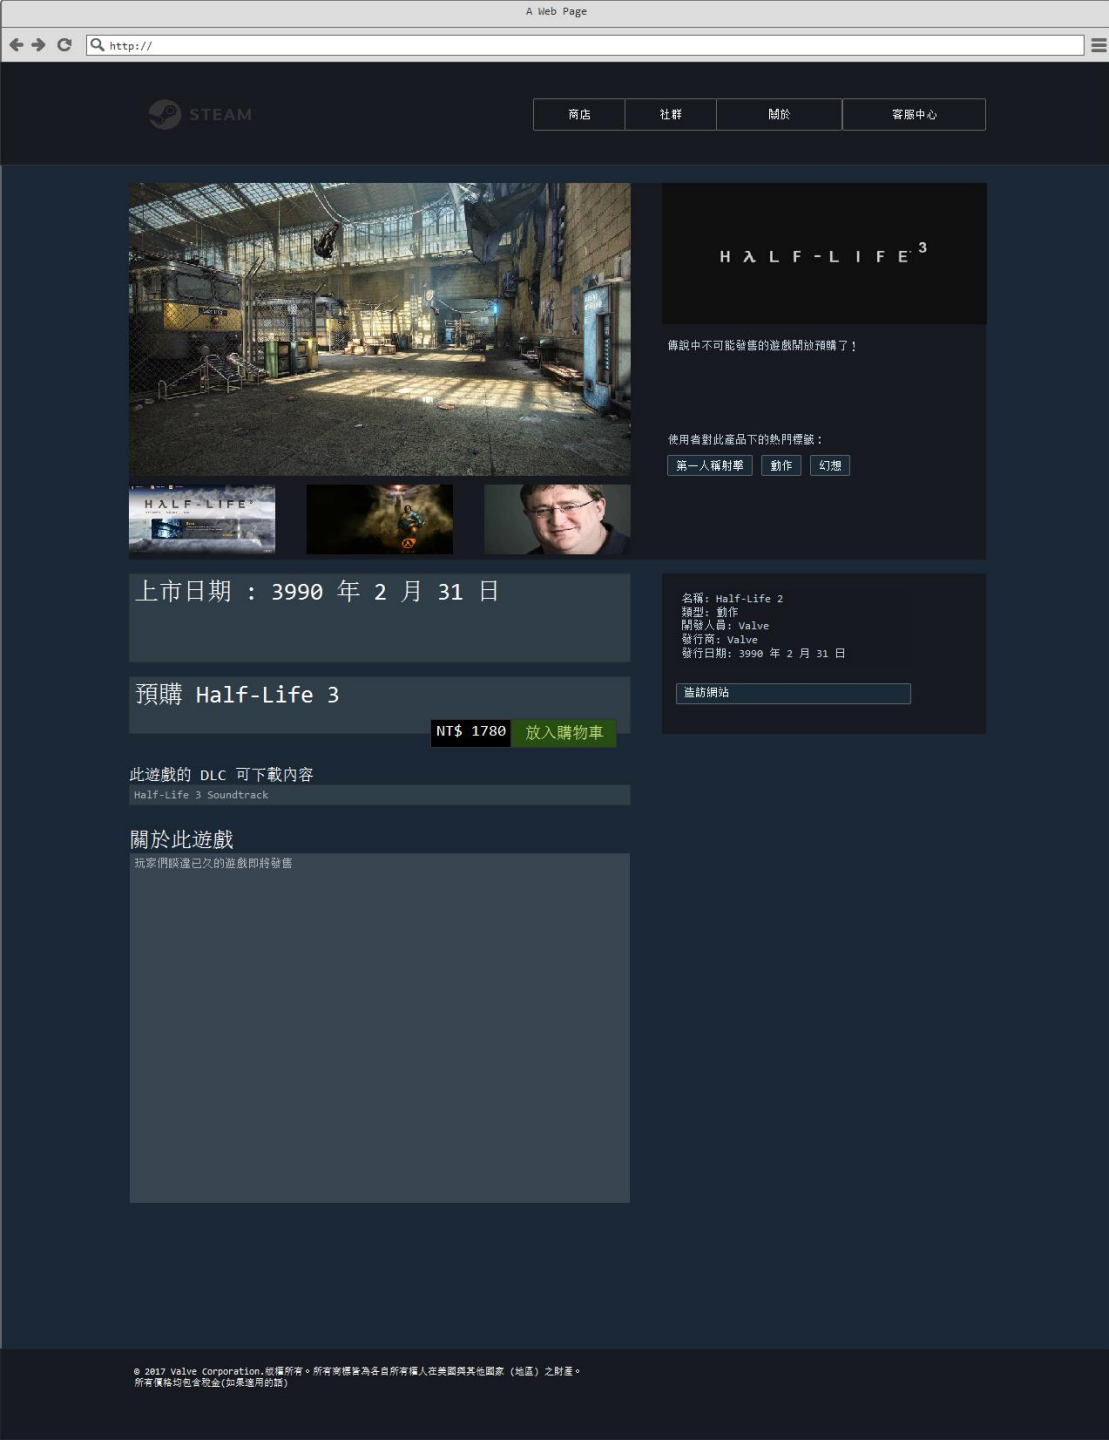 A Web Page
http://
STEAM
商店 社群 關於 客服中心
HλLF-LIFE³
傳說中不可能發售的遊戲開放預購了！
使用者對此產品下的熱門標籤：
第一人稱射擊 動作 幻想
HλLF-LIFE
上市日期 : 3990 年 2 月 31 日
名稱: Half-Life 2
類型: 動作
開發人員: Valve
發行商: Valve
發行日期: 3990 年 2 月 31 日
預購 Half-Life 3
造訪網站
NT$ 1780 放入購物車
此遊戲的 DLC 可下載內容
Half-Life 3 Soundtrack
關於此遊戲
玩家們睽違已久的遊戲即將發售
© 2017 Valve Corporation.版權所有。所有商標皆為各自所有權人在美國與其他國家 (地區) 之財產。
所有價格均包含稅金(如果適用的話)